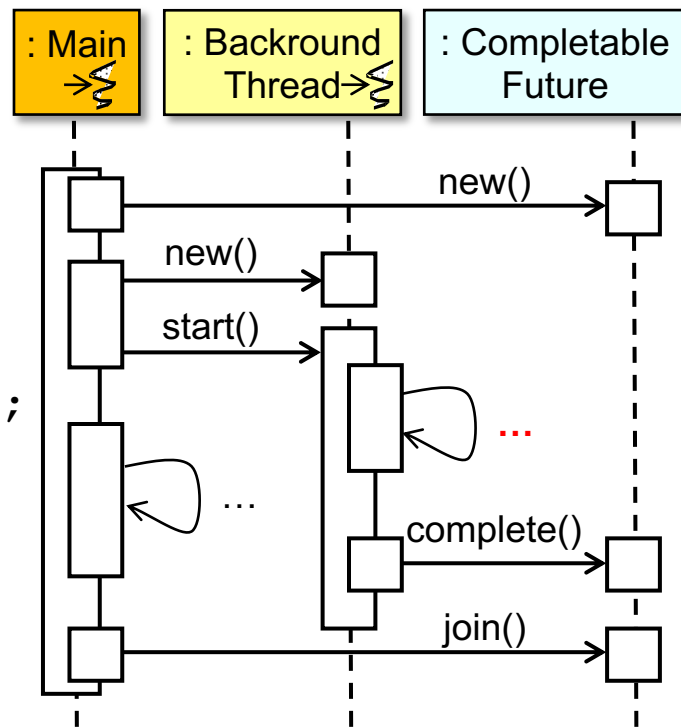 : Main
: Backround
Thread
: Completable
Future
new()
new()
start()
;
...
...
complete()
join()